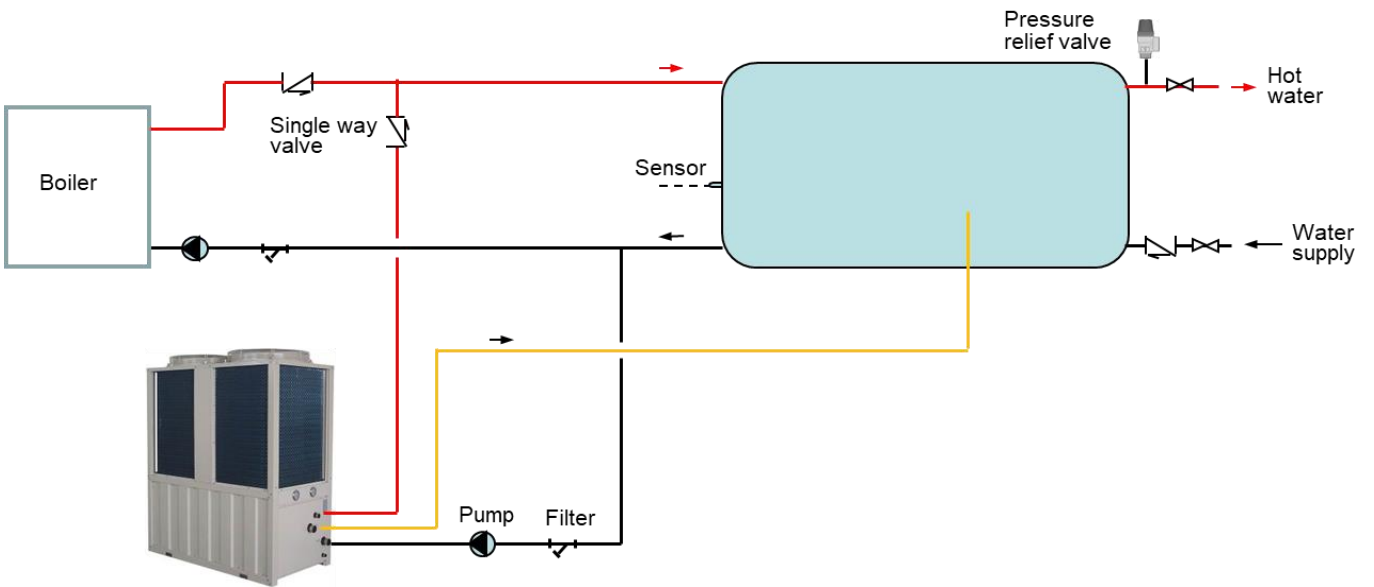 Pressure
relief valve
Hot
water
Single way
valve
Boiler
Sensor
Water
supply
Pump
Filter